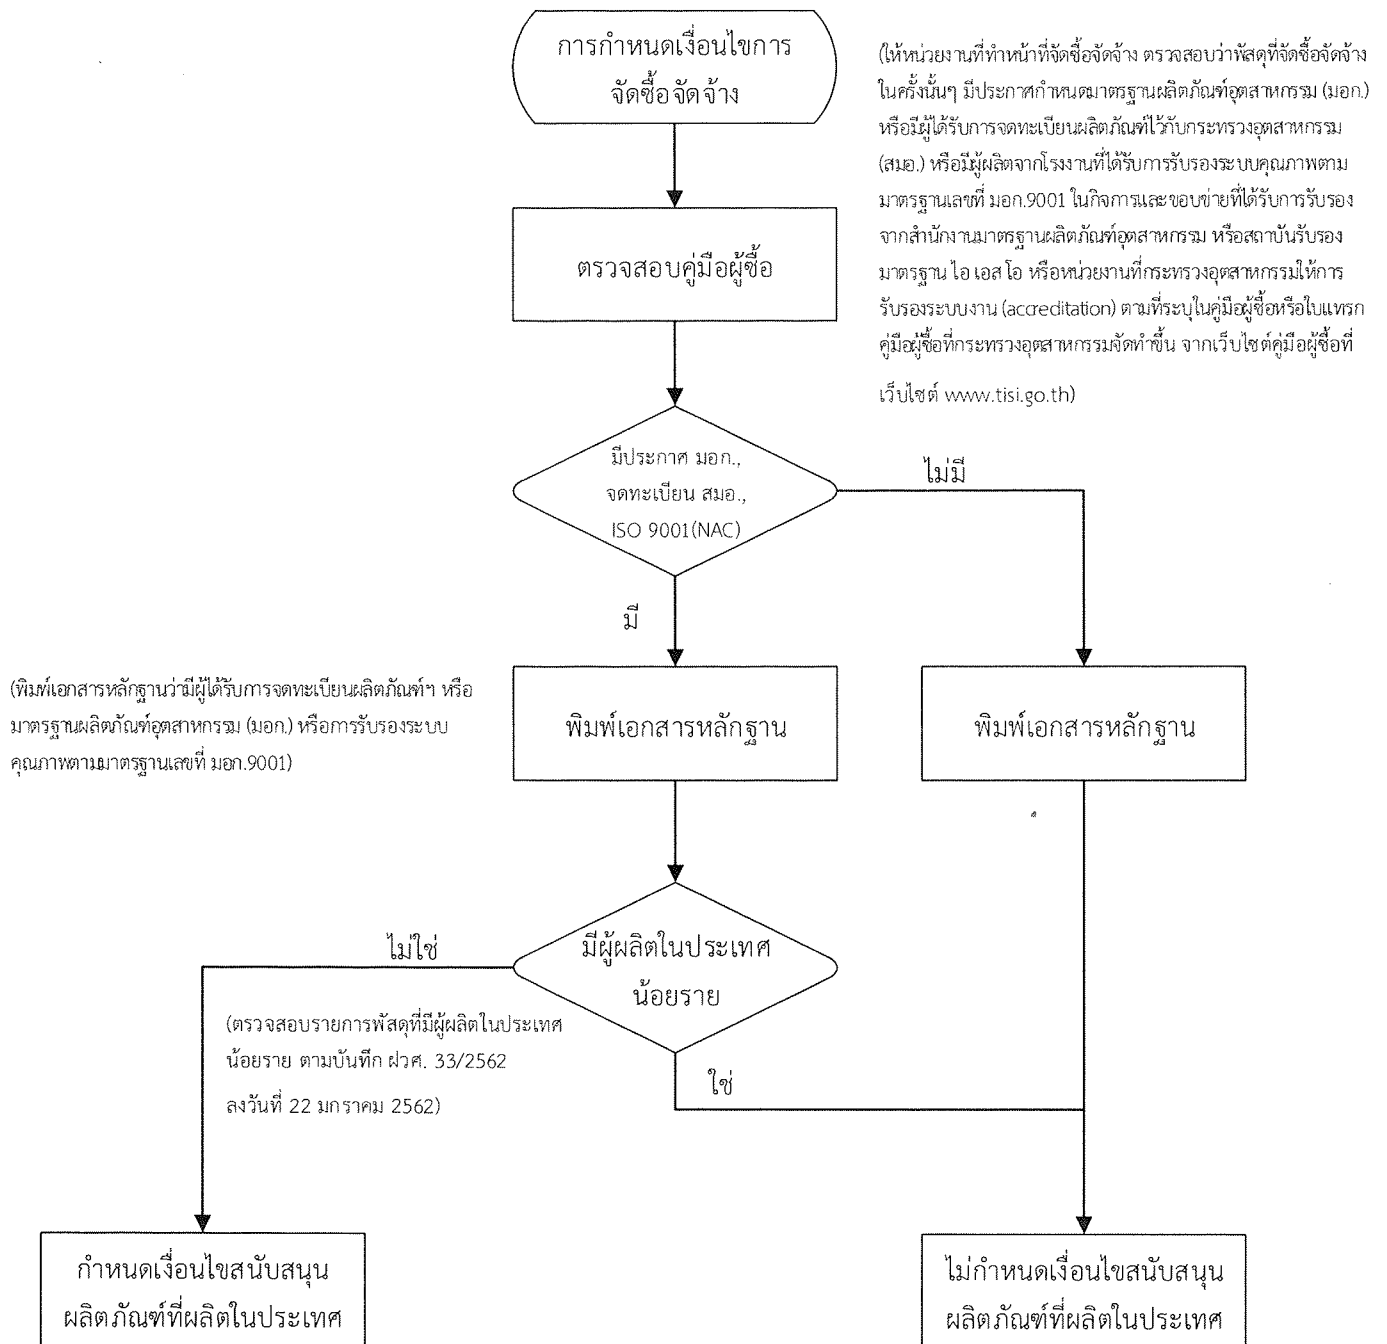 การกำหนดเงื่อนไขการ
จัดซื้อจัดจ้าง
(ให้หน่วยงานที่ทำหน้าที่จัดซื้อจัดจ้าง ตรวจสอบว่าพัสดุที่จัดซื้อจัดจ้าง
ในครั้งนั้นๆ มีประกาศกำหนดมาตรฐานผลิตภัณฑ์อุตสาหกรรม (มอก.)
หรือมีผู้ได้รับการจดทะเบียนผลิตภัณฑ์ไว้กับกระทรวงอุตสาหกรรม
(สมอ.) หรือมีผู้ผลิตจากโรงงานที่ได้รับการรับรองระบบคุณภาพตาม
มาตรฐานเลขที่ มอก.9001 ในกิจการและขอบข่ายที่ได้รับการรับรอง
จากสำนักงานมาตรฐานผลิตภัณฑ์อุตสาหกรรม หรือสถาบันรับรอง
มาตรฐาน ไอ เอส โอ หรือหน่วยงานที่กระทรวงอุตสาหกรรมให้การ
รับรองระบบงาน (accreditation) ตามที่ระบุในคู่มือผู้ซื้อหรือใบแทรก
คู่มือผู้ซื้อที่กระทรวงอุตสาหกรรมจัดทำขึ้น จากเว็บไซต์คู่มือผู้ซื้อที่
เว็บไซต์ www.tisi.go.th)
ตรวจสอบคู่มือผู้ซื้อ
มีประกาศ มอก.,
จดทะเบียน สมอ.,
ISO 9001(NAC)
ไม่มี
มี
(พิมพ์เอกสารหลักฐานว่ามีผู้ได้รับการจดทะเบียนผลิตภัณฑ์ฯ หรือ
มาตรฐานผลิตภัณฑ์อุตสาหกรรม (มอก.) หรือการรับรองระบบ
คุณภาพตามมาตรฐานเลขที่ มอก.9001)
พิมพ์เอกสารหลักฐาน
พิมพ์เอกสารหลักฐาน
ไม่ใช่
มีผู้ผลิตในประเทศ
น้อยราย
(ตรวจสอบรายการพัสดุที่มีผู้ผลิตในประเทศ
น้อยราย ตามบันทึก ฝวศ. 33/2562
ลงวันที่ 22 มกราคม 2562)
ใช่
กำหนดเงื่อนไขสนับสนุน
ผลิตภัณฑ์ที่ผลิตในประเทศ
ไม่กำหนดเงื่อนไขสนับสนุน
ผลิตภัณฑ์ที่ผลิตในประเทศ